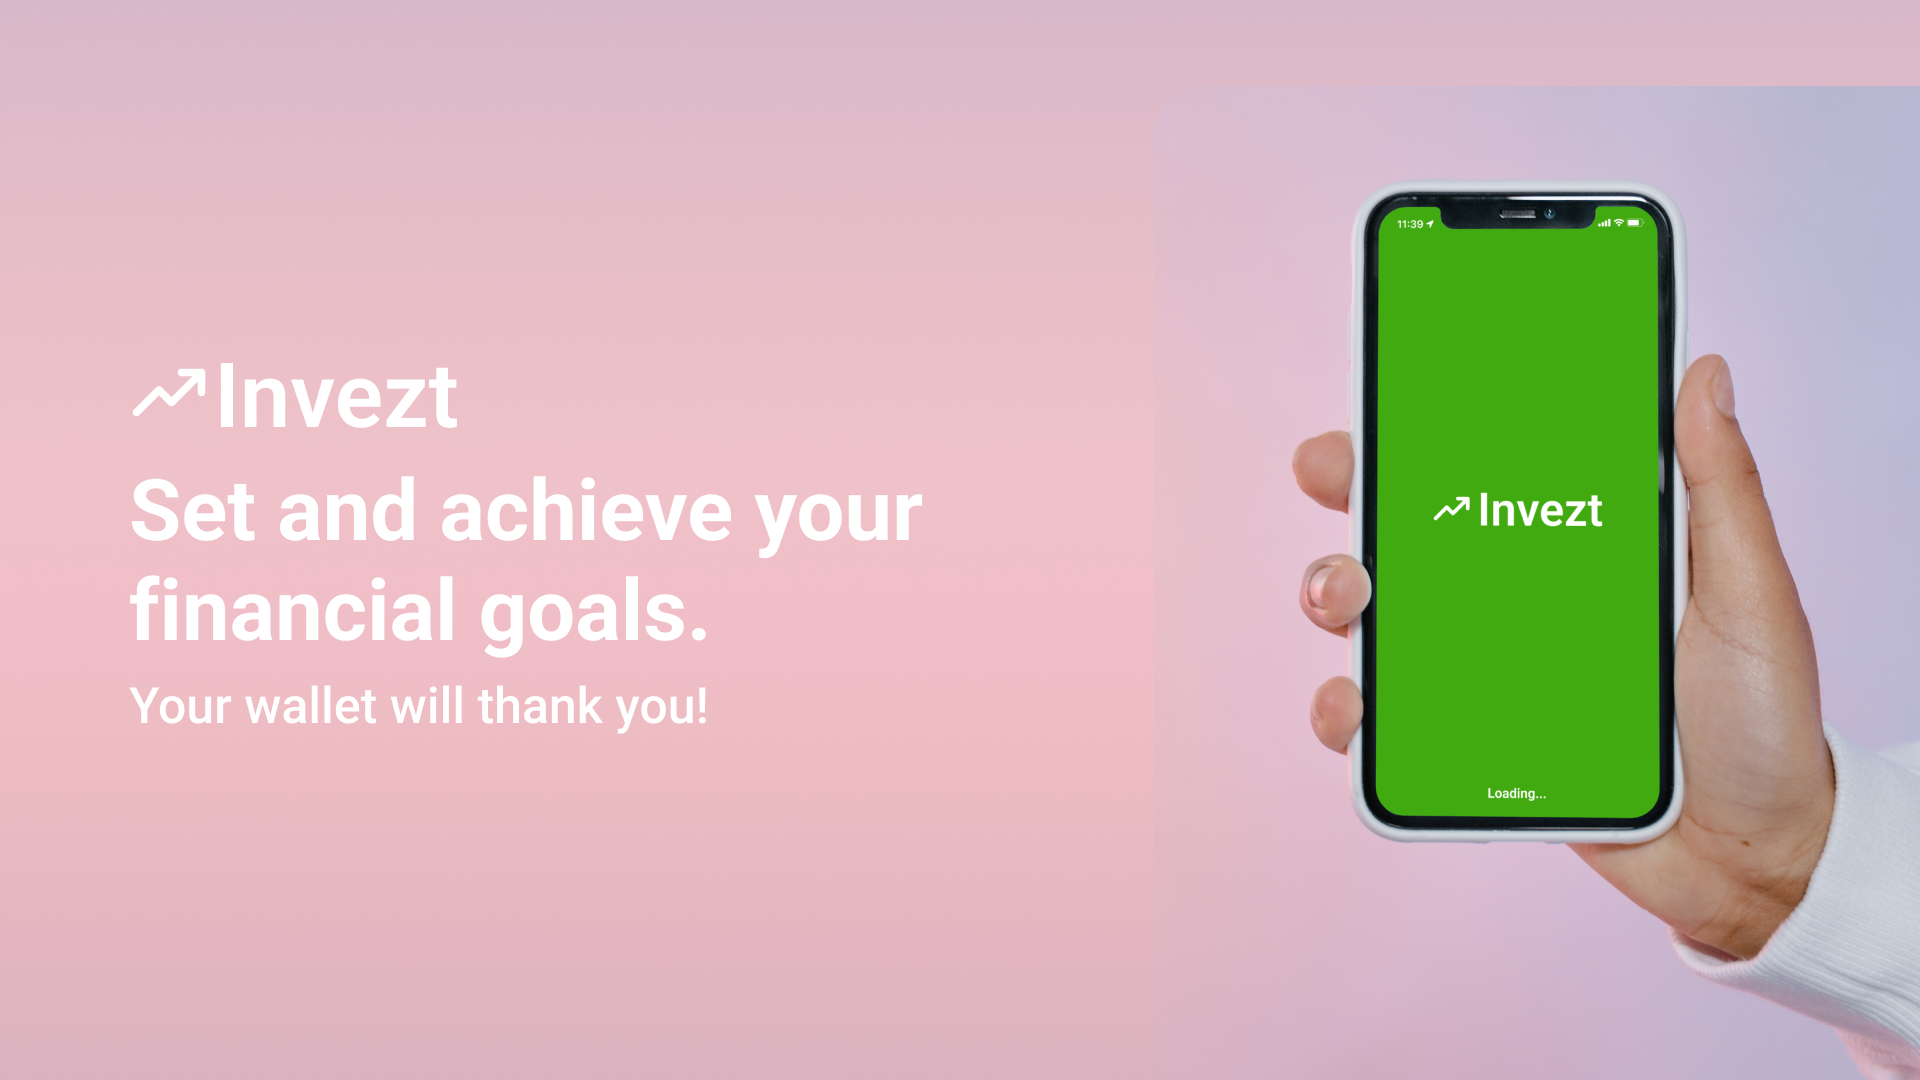 Invezt
Set and achieve your
financial goals.
Your wallet will thank you!
11:39
Invezt
Loading...